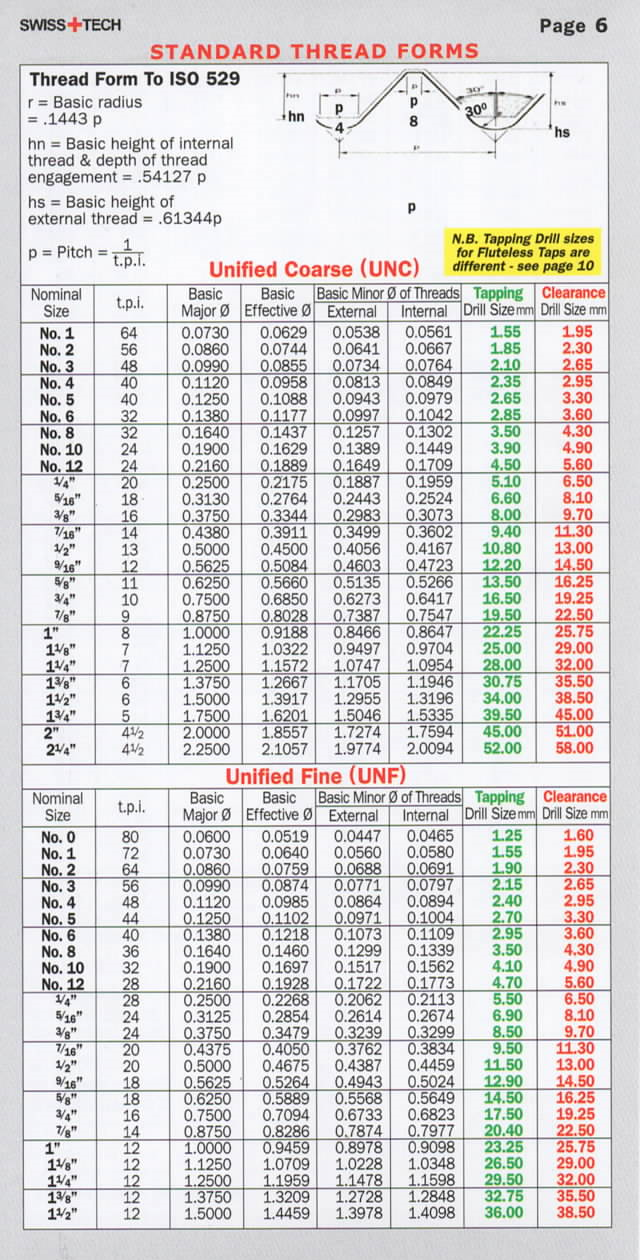 SWISS+TECH
Page 6
STANDARD THREAD FORMS
Thread Form To ISO 529
r = Basic radius
= .1443 p
hn = Basic height of internal
thread & depth of thread
engagement = .54127 p
hs = Basic height of
external thread = .61344p
p = Pitch = 1
t.p.i.
hn
hn
p
p
4
p
p
8
p
30°
30º
hs
hs
p
N.B. Tapping Drill sizes
for Fluteless Taps are
different - see page 10
Unified Coarse (UNC)
Nominal Size t.p.i. Basic Major Ø Basic Effective Ø Basic Minor Ø of Threads External Internal Tapping Drill Size mm Clearance Drill Size mm
No. 1 64 0.0730 0.0629 0.0538 0.0561 1.55 1.95
No. 2 56 0.0860 0.0744 0.0641 0.0667 1.85 2.30
No. 3 48 0.0990 0.0855 0.0734 0.0764 2.10 2.65
No. 4 40 0.1120 0.0958 0.0813 0.0849 2.35 2.95
No. 5 40 0.1250 0.1088 0.0943 0.0979 2.65 3.30
No. 6 32 0.1380 0.1177 0.0997 0.1042 2.85 3.60
No. 8 32 0.1640 0.1437 0.1257 0.1302 3.50 4.30
No. 10 24 0.1900 0.1629 0.1389 0.1449 3.90 4.90
No. 12 24 0.2160 0.1889 0.1649 0.1709 4.50 5.60
1/4" 20 0.2500 0.2175 0.1887 0.1959 5.10 6.50
5/16" 18 0.3130 0.2764 0.2443 0.2524 6.60 8.10
3/8" 16 0.3750 0.3344 0.2983 0.3073 8.00 9.70
7/16" 14 0.4380 0.3911 0.3499 0.3602 9.40 11.30
1/2" 13 0.5000 0.4500 0.4056 0.4167 10.80 13.00
9/16" 12 0.5625 0.5084 0.4603 0.4723 12.20 14.50
5/8" 11 0.6250 0.5660 0.5135 0.5266 13.50 16.25
3/4" 10 0.7500 0.6850 0.6273 0.6417 16.50 19.25
7/8" 9 0.8750 0.8028 0.7387 0.7547 19.50 22.50
1" 8 1.0000 0.9188 0.8466 0.8647 22.25 25.75
1 1/8" 7 1.1250 1.0322 0.9497 0.9704 25.00 29.00
1 1/4" 7 1.2500 1.1572 1.0747 1.0954 28.00 32.00
1 3/8" 6 1.3750 1.2667 1.1705 1.1946 30.75 35.50
1 1/2" 6 1.5000 1.3917 1.2955 1.3196 34.00 38.50
1 3/4" 5 1.7500 1.6201 1.5046 1.5335 39.50 45.00
2" 4 1/2 2.0000 1.8557 1.7274 1.7594 45.00 51.00
2 1/4" 4 1/2 2.2500 2.1057 1.9774 2.0094 52.00 58.00
Unified Fine (UNF)
Nominal Size t.p.i. Basic Major Ø Basic Effective Ø Basic Minor Ø of Threads External Internal Tapping Drill Size mm Clearance Drill Size mm
No. 0 80 0.0600 0.0519 0.0447 0.0465 1.25 1.60
No. 1 72 0.0730 0.0640 0.0560 0.0580 1.55 1.95
No. 2 64 0.0860 0.0759 0.0688 0.0691 1.90 2.30
No. 3 56 0.0990 0.0874 0.0771 0.0797 2.15 2.65
No. 4 48 0.1120 0.0985 0.0864 0.0894 2.40 2.95
No. 5 44 0.1250 0.1102 0.0971 0.1004 2.70 3.30
No. 6 40 0.1380 0.1218 0.1073 0.1109 2.95 3.60
No. 8 36 0.1640 0.1460 0.1299 0.1339 3.50 4.30
No. 10 32 0.1900 0.1697 0.1517 0.1562 4.10 4.90
No. 12 28 0.2160 0.1928 0.1722 0.1773 4.70 5.60
1/4" 28 0.2500 0.2268 0.2062 0.2113 5.50 6.50
5/16" 24 0.3125 0.2854 0.2614 0.2674 6.90 8.10
3/8" 24 0.3750 0.3479 0.3239 0.3299 8.50 9.70
7/16" 20 0.4375 0.4050 0.3762 0.3834 9.50 11.30
1/2" 20 0.5000 0.4675 0.4387 0.4459 11.50 13.00
9/16" 18 0.5625 0.5264 0.4943 0.5024 12.90 14.50
5/8" 18 0.6250 0.5889 0.5568 0.5649 14.50 16.25
3/4" 16 0.7500 0.7094 0.6733 0.6823 17.50 19.25
7/8" 14 0.8750 0.8286 0.7874 0.7977 20.40 22.50
1" 12 1.0000 0.9459 0.8978 0.9098 23.25 25.75
1 1/8" 12 1.1250 1.0709 1.0228 1.0348 26.50 29.00
1 1/4" 12 1.2500 1.1959 1.1478 1.1598 29.50 32.00
1 3/8" 12 1.3750 1.3209 1.2728 1.2848 32.75 35.50
1 1/2" 12 1.5000 1.4459 1.3978 1.4098 36.00 38.50